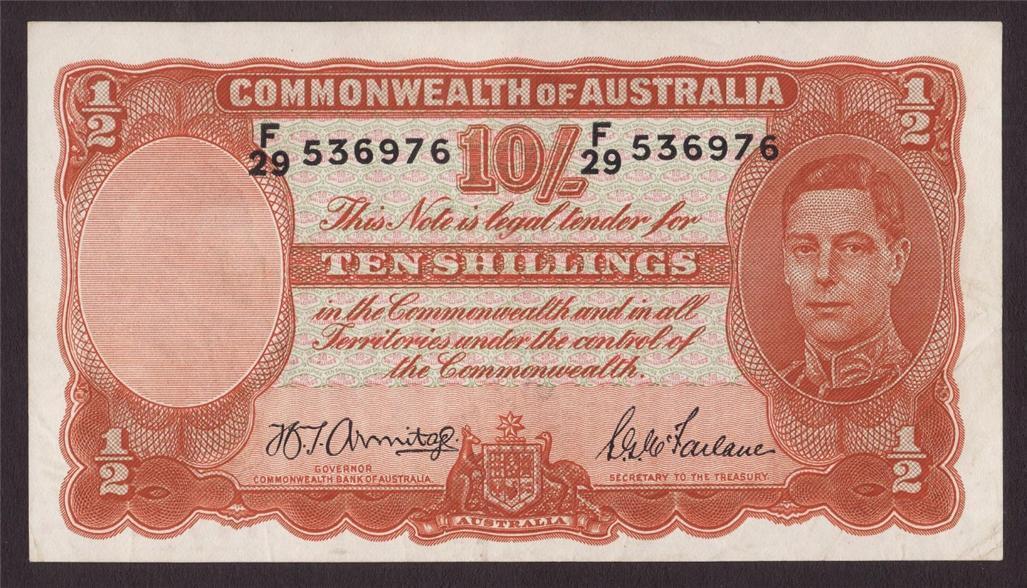 1/2 COMMONWEALTH OF AUSTRALIA 1/2
F/29 536976 10/- F/29 536976
This Note is legal tender for
TEN SHILLINGS
in the Commonwealth and in all
Territories under the control of
the Commonwealth.
H.T. Armitage. S.G. McFarlane
GOVERNOR
COMMONWEALTH BANK OF AUSTRALIA. SECRETARY TO THE TREASURY.
1/2 AUSTRALIA 1/2